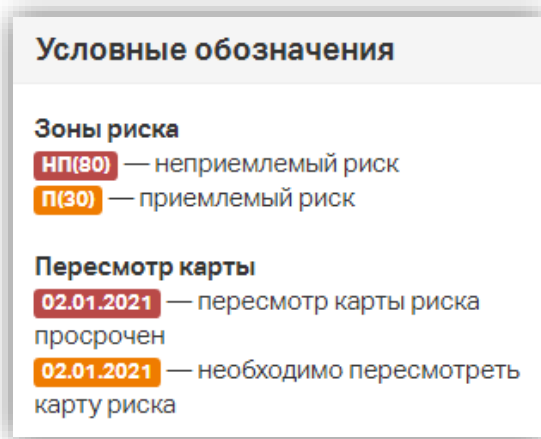 Условные обозначения
Зоны риска
НП(80) — неприемлемый риск
П(30) — приемлемый риск
Пересмотр карты
02.01.2021 — пересмотр карты риска
просрочен
02.01.2021 — необходимо пересмотреть
карту риска